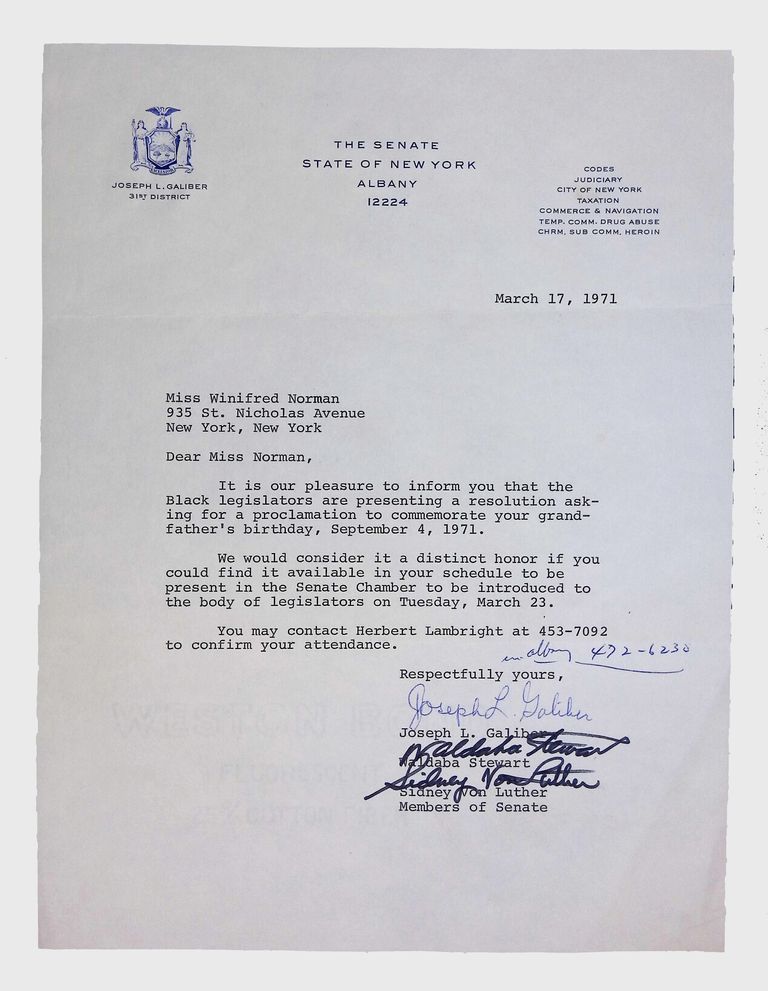 THE SENATE
STATE OF NEW YORK
ALBANY
12224
JOSEPH L. GALIBER
31ST DISTRICT
CODES
JUDICIARY
CITY OF NEW YORK
TAXATION
COMMERCE & NAVIGATION
TEMP. COMM. DRUG ABUSE
CHRM, SUB COMM, HEROIN
March 17, 1971
Miss Winifred Norman
935 St. Nicholas Avenue
New York, New York
Dear Miss Norman,
It is our pleasure to inform you that the
Black legislators are presenting a resolution ask-
ing for a proclamation to commemorate your grand-
father's birthday, September 4, 1971.
We would consider it a distinct honor if you
could find it available in your schedule to be
present in the Senate Chamber to be introduced to
the body of legislators on Tuesday, March 23.
You may contact Herbert Lambright at 453-7092
to confirm your attendance.
in albany 472-6230
Respectfully yours,
Joseph L. Galiber
Joseph L. Galiber
Waldaba Stewart
Waldaba Stewart
Sidney Von Luther
Sidney Von Luther
Members of Senate